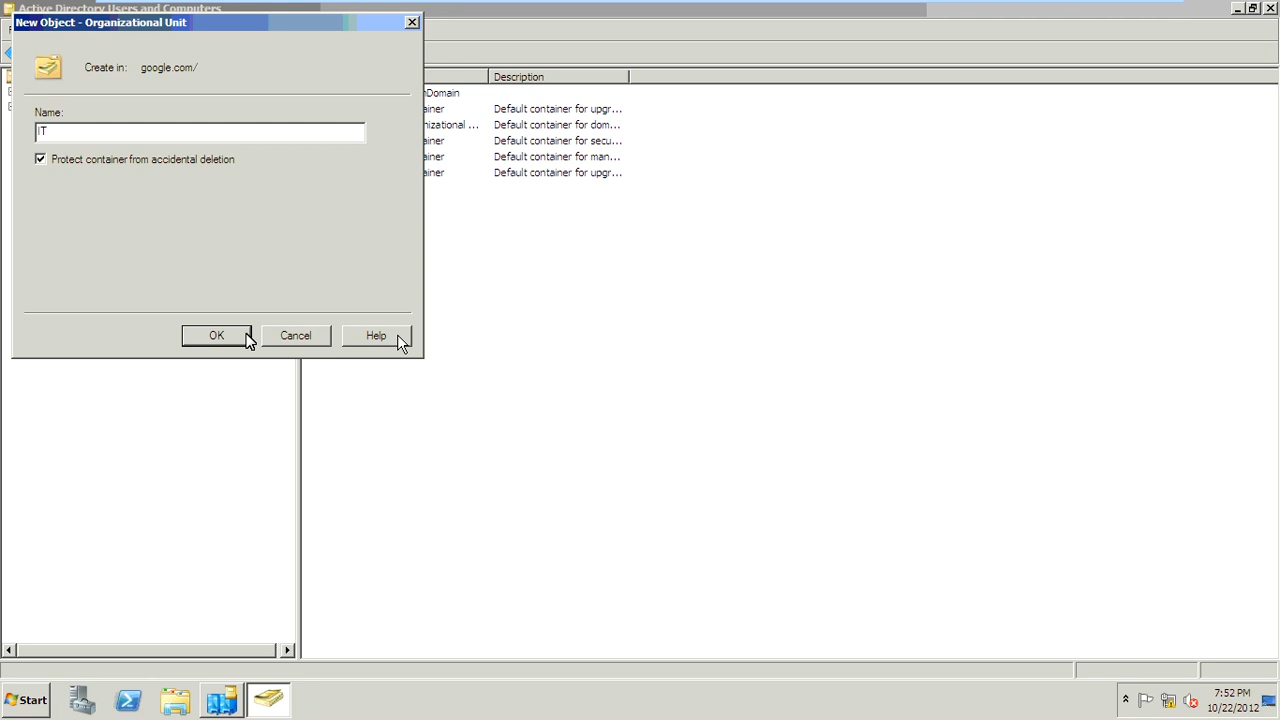 Active Directory Users and Computers
New Object - Organizational Unit
Create in: google.com/
Name:
IT
Protect container from accidental deletion
OK
Cancel
Help
Description
nDomain
ainer Default container for upgr...
nizational ... Default container for dom...
ainer Default container for secu...
ainer Default container for man...
ainer Default container for upgr...
Start
7:52 PM
10/22/2012